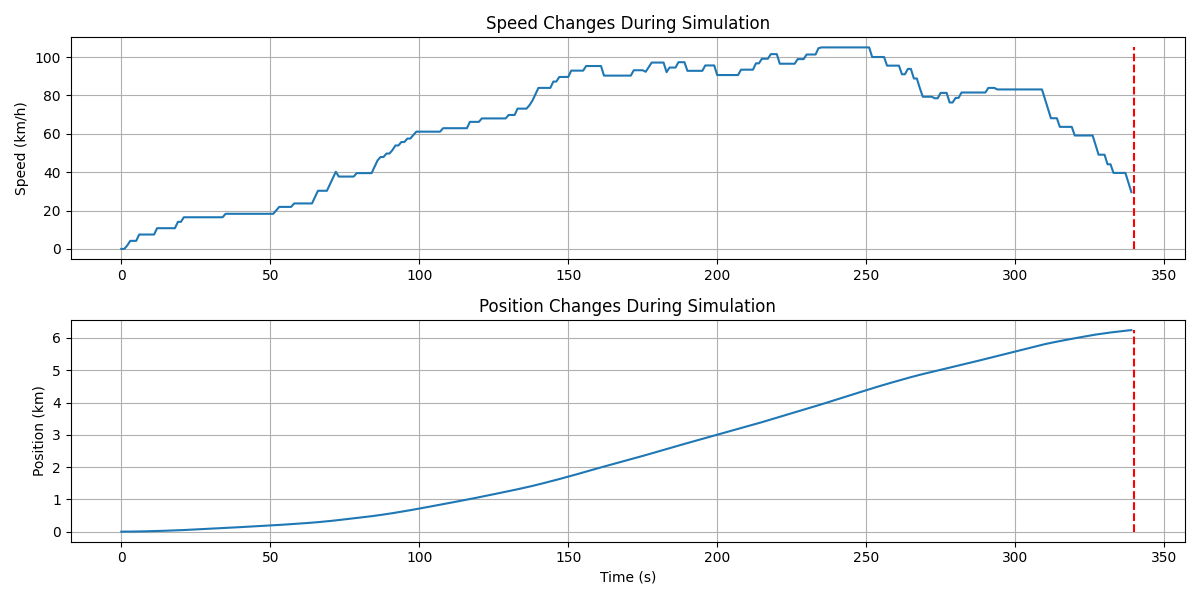 Speed Changes During Simulation
Speed (km/h)
100
80
60
40
20
0
0 50 100 150 200 250 300 350
Position Changes During Simulation
Position (km)
6
5
4
3
2
1
0
0 50 100 150 200 250 300 350
Time (s)